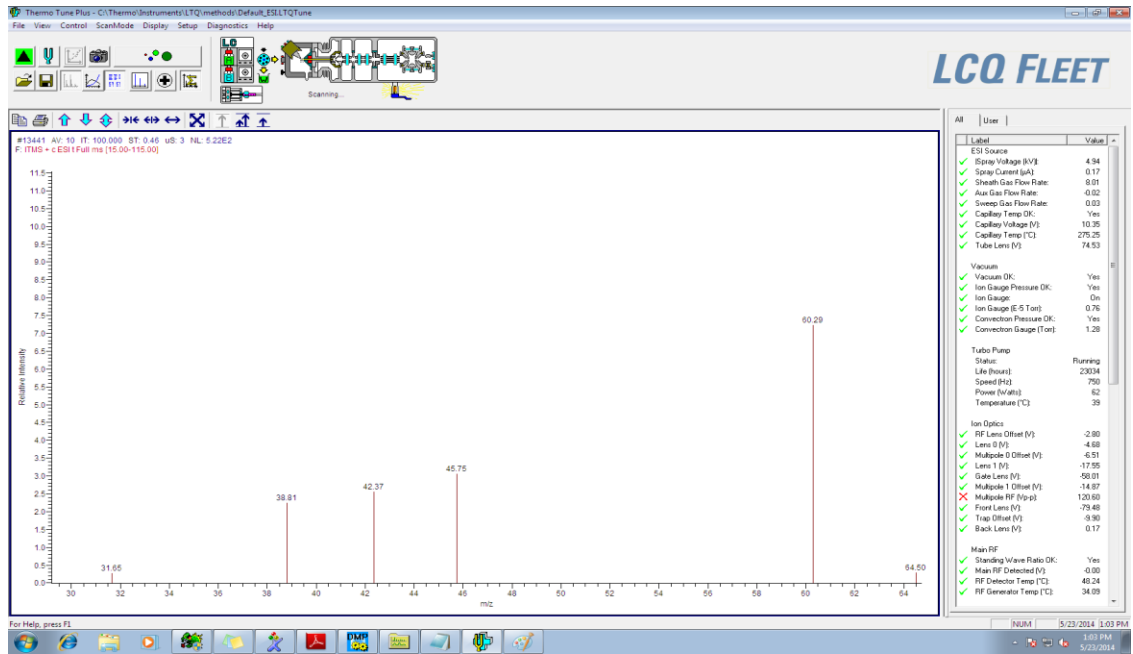 Thermo Tune Plus - C:\Thermo\Instruments\LTQ\methods\Default_ESI.LTQTune
File View Control ScanMode Display Setup Diagnostics Help
Scanning...
LCQ FLEET
#13441 AV: 10 IT: 100.000 ST: 0.46 uS: 3 NL: 5.22E2
F: ITMS + c ESI t Full ms [15.00-115.00]
11.5
11.0
10.5
10.0
9.5
9.0
8.5
8.0
7.5
7.0
6.5
6.0
5.5
5.0
4.5
4.0
3.5
3.0
2.5
2.0
1.5
1.0
0.5
0.0
Relative Intensity
31.65
38.81
42.37
45.75
60.29
64.50
30 32 34 36 38 40 42 44 46 48 50 52 54 56 58 60 62 64
m/z
All User
Label Value
ESI Source
ISpray Voltage (kV): 4.94
Spray Current (µA): 0.17
Sheath Gas Flow Rate: 8.01
Aux Gas Flow Rate: -0.02
Sweep Gas Flow Rate: 0.03
Capillary Temp OK: Yes
Capillary Voltage (V): 10.35
Capillary Temp (°C): 275.25
Tube Lens (V): 74.53
Vacuum
Vacuum OK: Yes
Ion Gauge Pressure OK: Yes
Ion Gauge: On
Ion Gauge (E-5 Torr): 0.76
Convectron Pressure OK: Yes
Convectron Gauge (Torr): 1.28
Turbo Pump
Status: Running
Life (hours): 23034
Speed (Hz): 750
Power (Watts): 62
Temperature (°C): 39
Ion Optics
RF Lens Offset (V): -2.80
Lens 0 (V): -4.68
Multipole 0 Offset (V): -6.51
Lens 1 (V): -17.55
Gate Lens (V): -58.01
Multipole 1 Offset (V): -14.87
Multipole RF (Vp-p): 120.60
Front Lens (V): -79.48
Trap Offset (V): -9.90
Back Lens (V): 0.17
Main RF
Standing Wave Ratio OK: Yes
Main RF Detected (V): -0.00
RF Detector Temp (°C): 48.24
RF Generator Temp (°C): 34.09
For Help, press F1
NUM 5/23/2014 1:03 PM
1:03 PM
5/23/2014